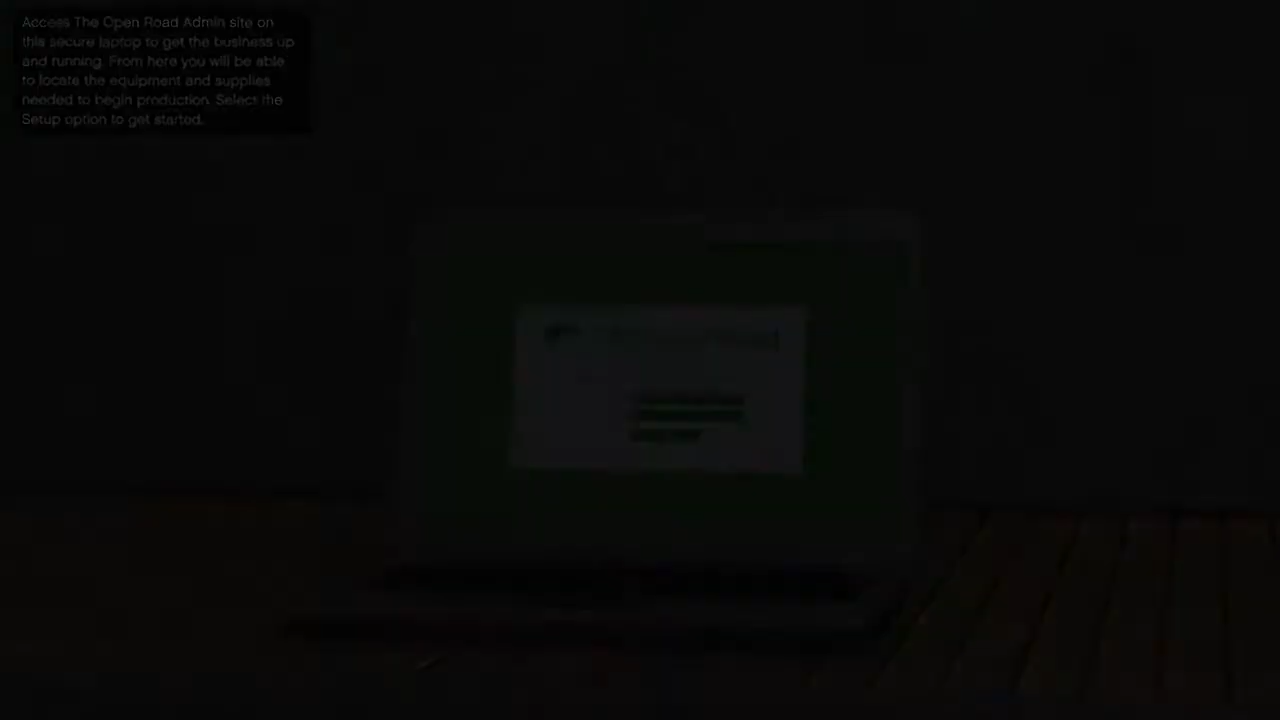 Access The Open Road Admin site on
this secure laptop to get the business up
and running. From here you will be able
to locate the equipment and supplies
needed to begin production. Select the
Setup option to get started.